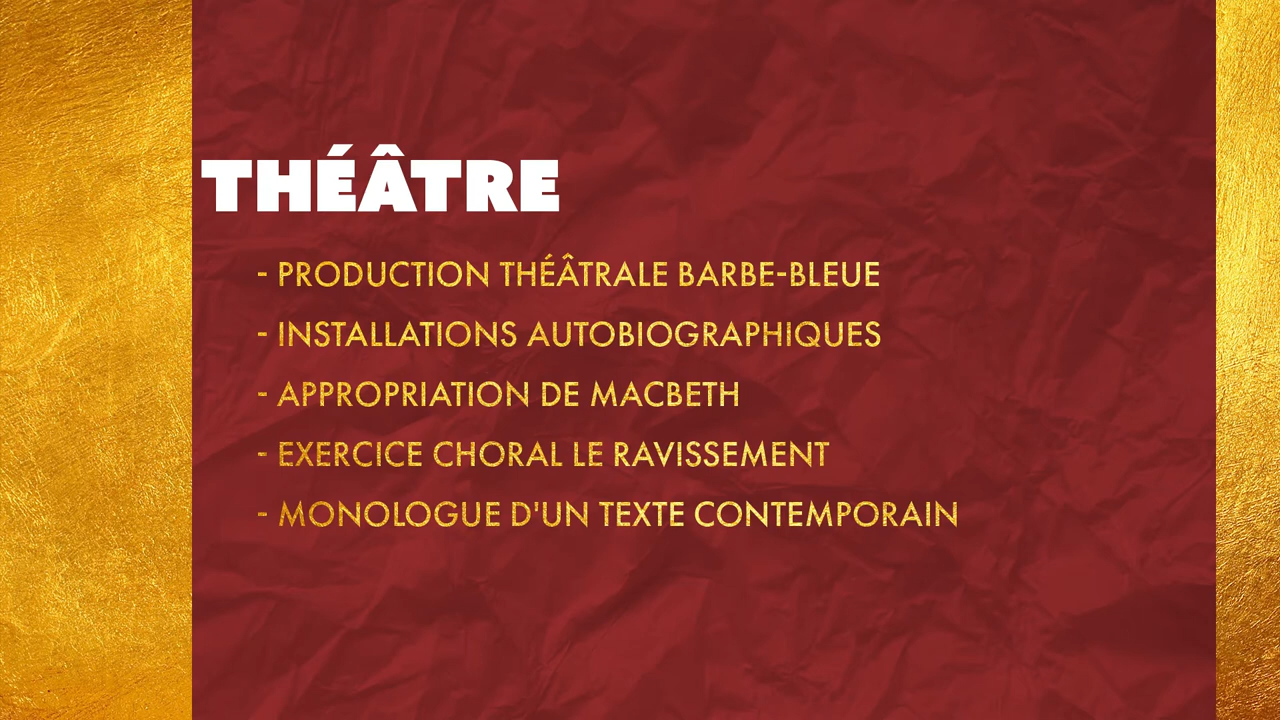 THÉÂTRE
- PRODUCTION THÉÂTRALE BARBE-BLEUE
- INSTALLATIONS AUTOBIOGRAPHIQUES
- APPROPRIATION DE MACBETH
- EXERCICE CHORAL LE RAVISSEMENT
- MONOLOGUE D'UN TEXTE CONTEMPORAIN